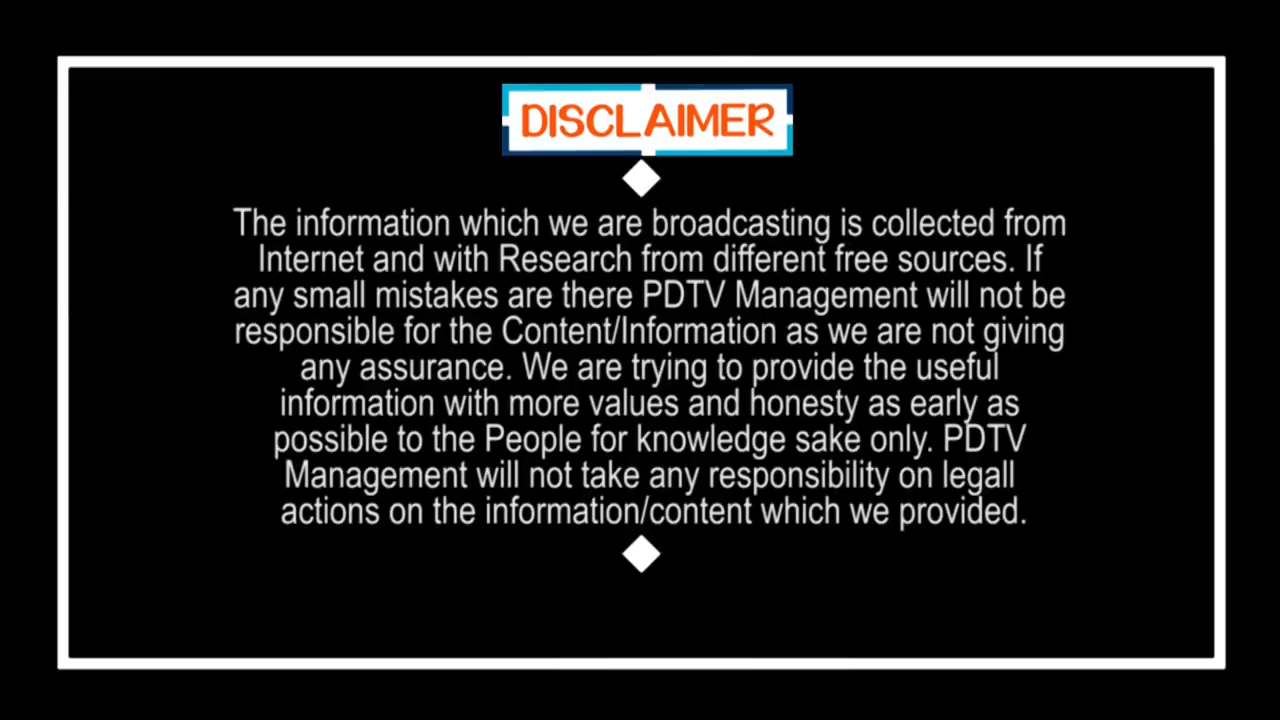 DISCLAIMER
The information which we are broadcasting is collected from
Internet and with Research from different free sources. If
any small mistakes are there PDTV Management will not be
responsible for the Content/Information as we are not giving
any assurance. We are trying to provide the useful
information with more values and honesty as early as
possible to the People for knowledge sake only. PDTV
Management will not take any responsibility on legall
actions on the information/content which we provided.